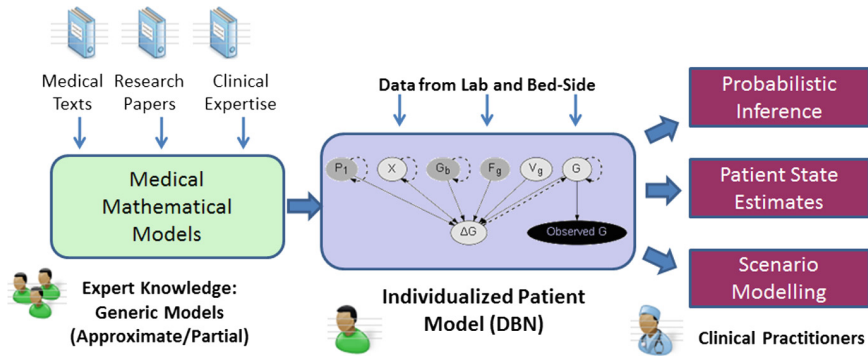 Medical
Texts
Research
Papers
Clinical
Expertise
Medical
Mathematical
Models
Expert Knowledge:
Generic Models
(Approximate/Partial)
Data from Lab and Bed-Side
P1
X
Gb
Fg
Vg
G
ΔG
Observed G
Individualized Patient
Model (DBN)
Probabilistic
Inference
Patient State
Estimates
Scenario
Modelling
Clinical Practitioners